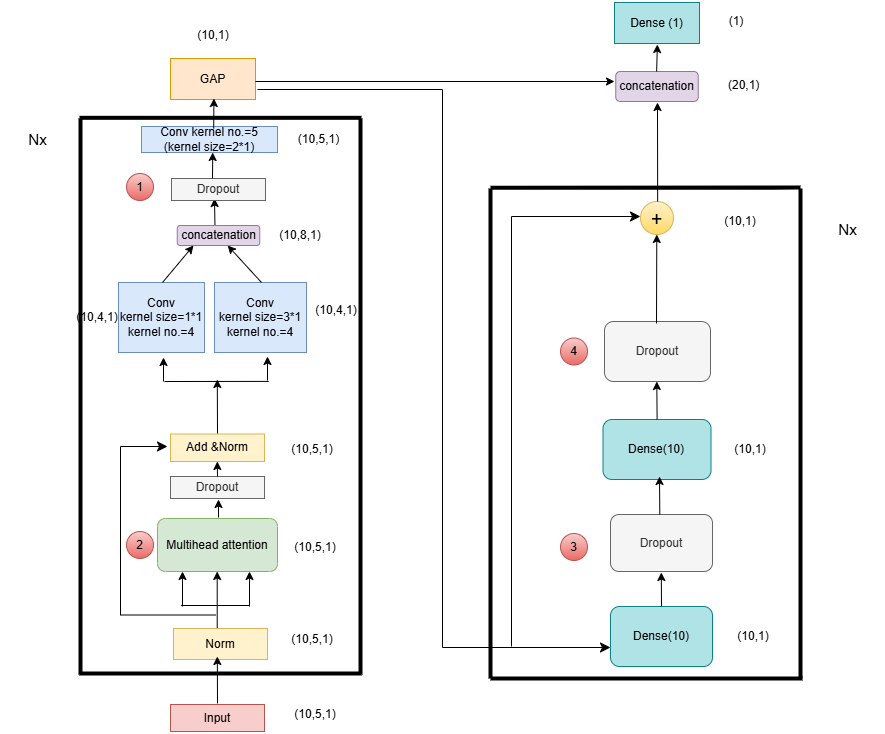 (10,1)
GAP
Nx
Conv kernel no.=5
(kernel size=2*1)
(10,5,1)
1
Dropout
concatenation
(10,8,1)
(10,4,1)
Conv
kernel size=1*1
kernel no.=4
Conv
kernel size=3*1
kernel no.=4
(10,4,1)
Add &Norm
(10,5,1)
Dropout
2
Multihead attention
(10,5,1)
Norm
(10,5,1)
Input
(10,5,1)
Dense (1)
(1)
concatenation
(20,1)
+
(10,1)
Nx
4
Dropout
Dense(10)
(10,1)
3
Dropout
Dense(10)
(10,1)